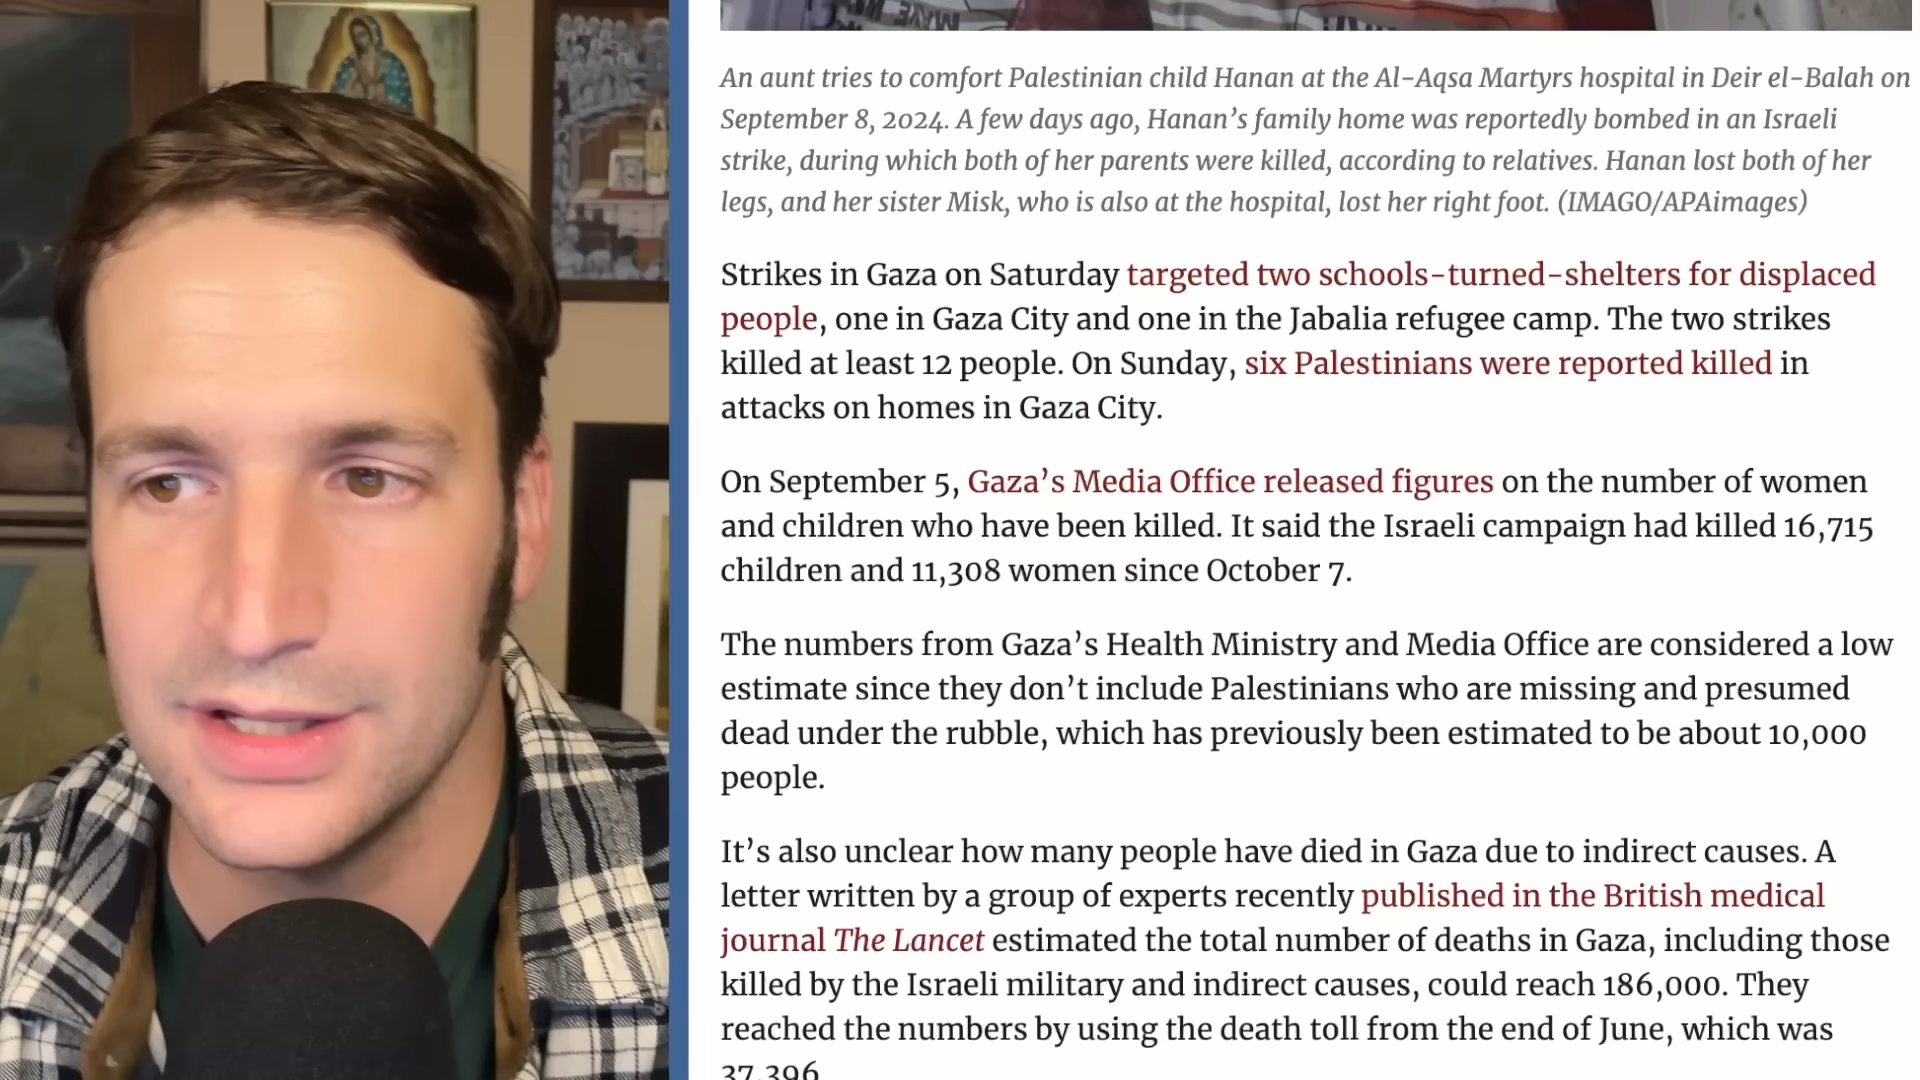 An aunt tries to comfort Palestinian child Hanan at the Al-Aqsa Martyrs hospital in Deir el-Balah on
September 8, 2024. A few days ago, Hanan’s family home was reportedly bombed in an Israeli
strike, during which both of her parents were killed, according to relatives. Hanan lost both of her
legs, and her sister Misk, who is also at the hospital, lost her right foot. (IMAGO/APAimages)
Strikes in Gaza on Saturday targeted two schools-turned-shelters for displaced
people, one in Gaza City and one in the Jabalia refugee camp. The two strikes
killed at least 12 people. On Sunday, six Palestinians were reported killed in
attacks on homes in Gaza City.
On September 5, Gaza’s Media Office released figures on the number of women
and children who have been killed. It said the Israeli campaign had killed 16,715
children and 11,308 women since October 7.
The numbers from Gaza’s Health Ministry and Media Office are considered a low
estimate since they don’t include Palestinians who are missing and presumed
dead under the rubble, which has previously been estimated to be about 10,000
people.
It’s also unclear how many people have died in Gaza due to indirect causes. A
letter written by a group of experts recently published in the British medical
journal The Lancet estimated the total number of deaths in Gaza, including those
killed by the Israeli military and indirect causes, could reach 186,000. They
reached the numbers by using the death toll from the end of June, which was
37,396